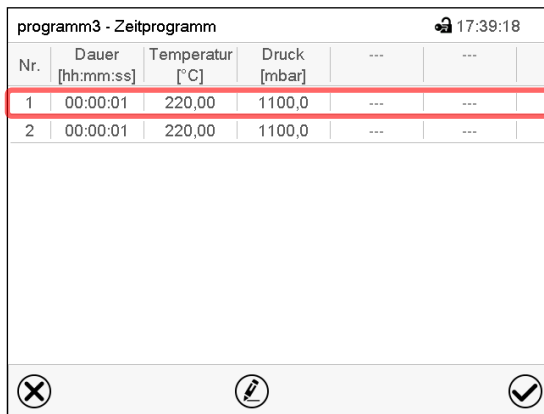 programm3 - Zeitprogramm 17:39:18
Nr. Dauer [hh:mm:ss] Temperatur [°C] Druck [mbar] --- ---
1 00:00:01 220,00 1100,0 --- ---
2 00:00:01 220,00 1100,0 --- ---